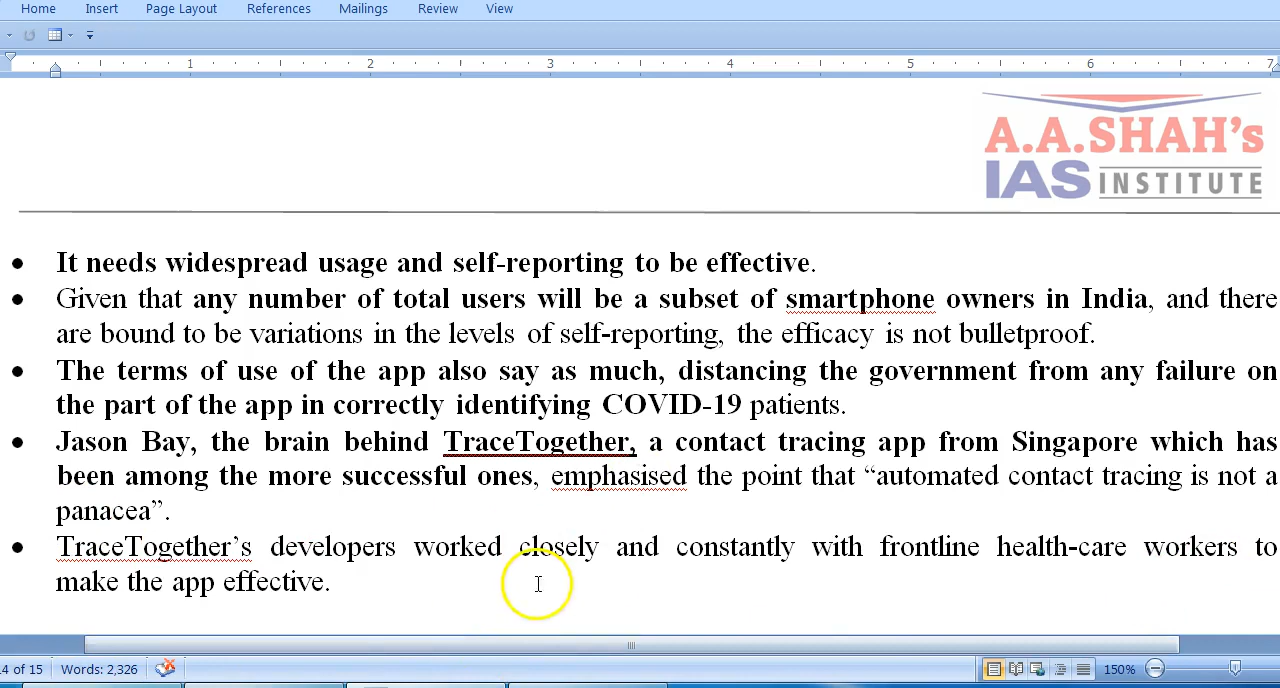 Home Insert Page Layout References Mailings Review View
1 2 3 4 5 6 7
A.A.SHAH's
IAS INSTITUTE
• It needs widespread usage and self-reporting to be effective.
• Given that any number of total users will be a subset of smartphone owners in India, and there
are bound to be variations in the levels of self-reporting, the efficacy is not bulletproof.
• The terms of use of the app also say as much, distancing the government from any failure on
the part of the app in correctly identifying COVID-19 patients.
• Jason Bay, the brain behind TraceTogether, a contact tracing app from Singapore which has
been among the more successful ones, emphasised the point that “automated contact tracing is not a
panacea”.
• TraceTogether’s developers worked closely and constantly with frontline health-care workers to
make the app effective.
14 of 15 Words: 2,326 150%